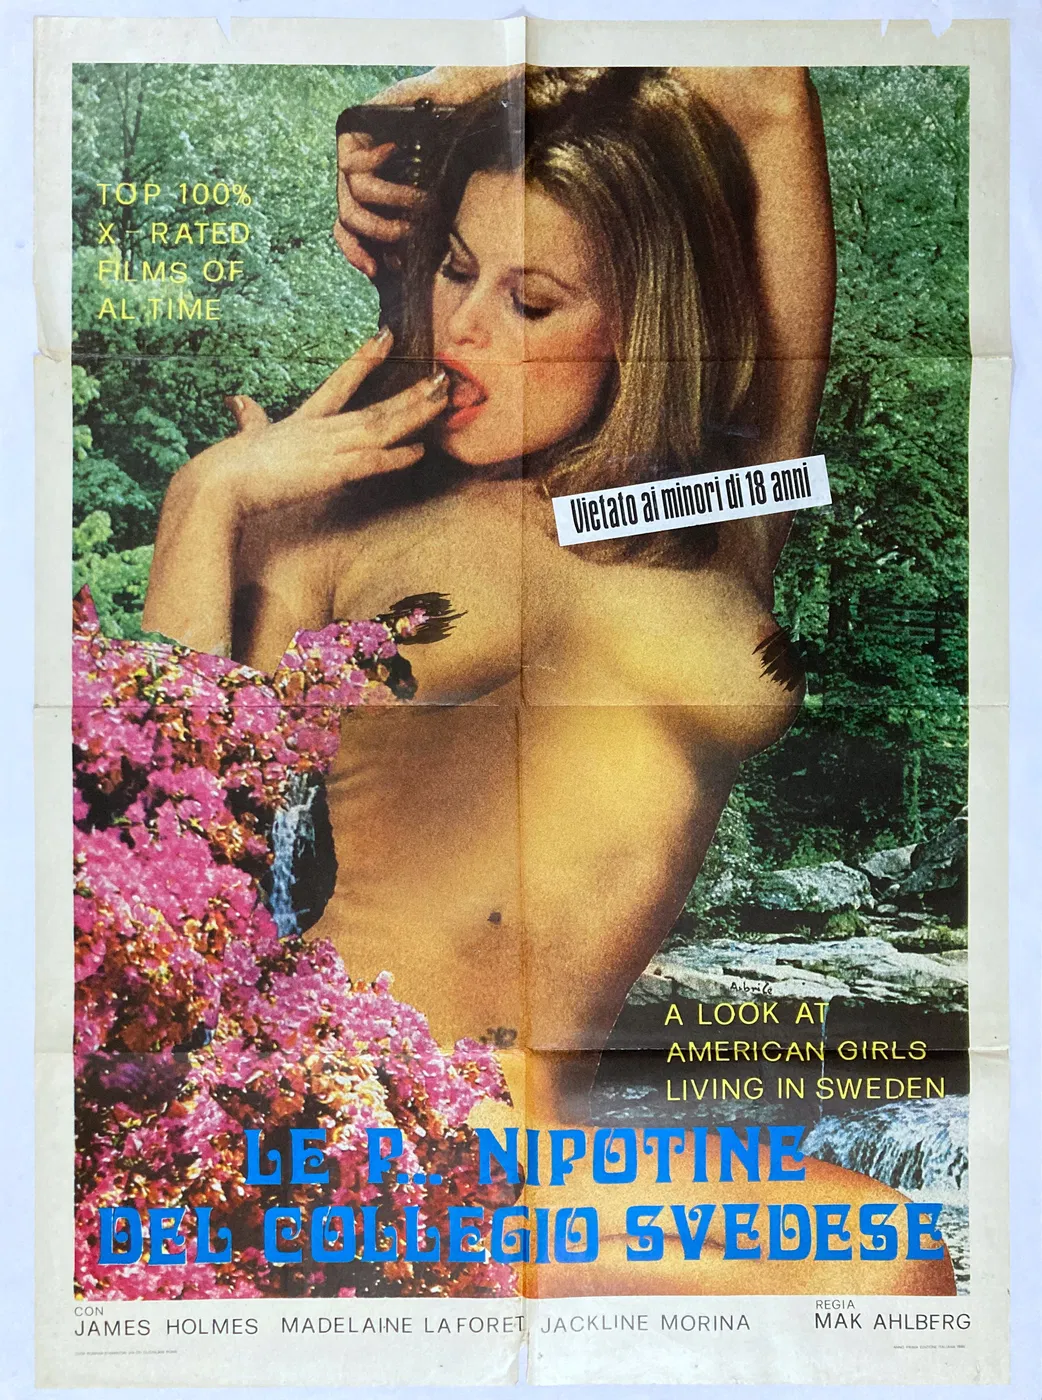 TOP 100%
X-RATED
FILMS OF
AL TIME
Vietato ai minori di 18 anni
A LOOK AT
AMERICAN GIRLS
LIVING IN SWEDEN
LE P... NIPOTINE
DEL COLLEGIO SVEDESE
CON
JAMES HOLMES MADELAINE LAFORET JACKLINE MORINA
REGIA
MAK AHLBERG